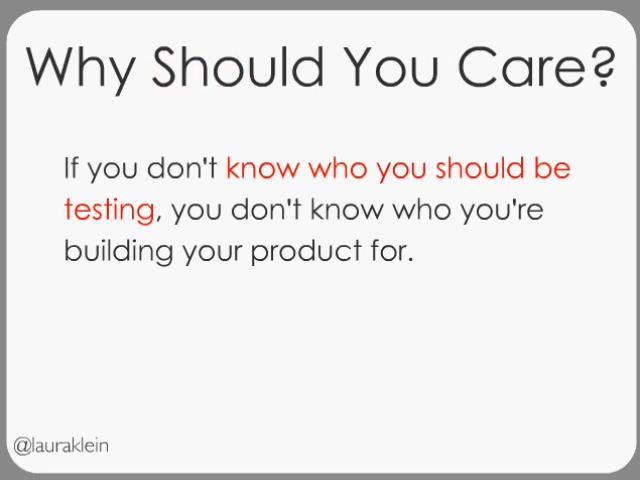 Why Should You Care?
If you don't know who you should be
testing, you don't know who you're
building your product for.
@lauraklein